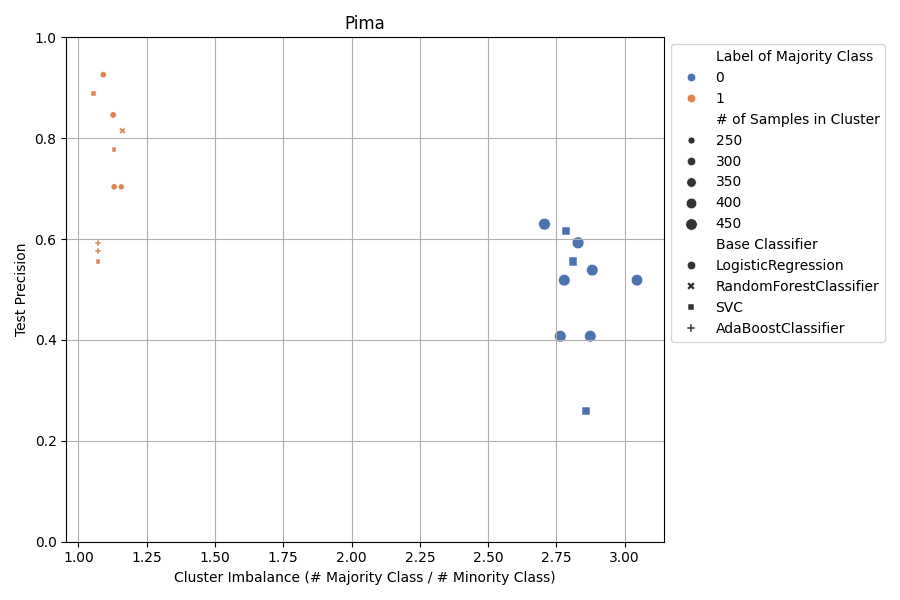 Pima
1.0
0.8
0.6
0.4
0.2
0.0
Test Precision
1.00
1.25
1.50
1.75
2.00
2.25
2.50
2.75
3.00
Cluster Imbalance (# Majority Class / # Minority Class)
Label of Majority Class
0
1
# of Samples in Cluster
250
300
350
400
450
Base Classifier
LogisticRegression
RandomForestClassifier
SVC
AdaBoostClassifier